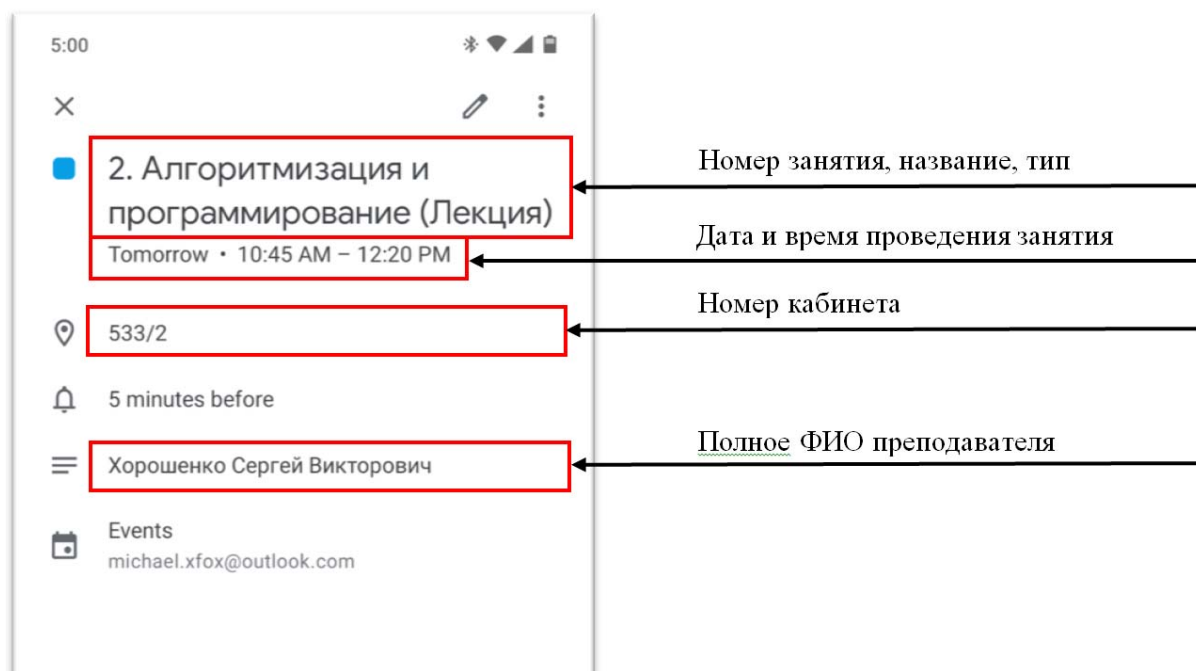 5:00
2. Алгоритмизация и
программирование (Лекция)
Tomorrow • 10:45 AM – 12:20 PM
533/2
5 minutes before
Хорошенко Сергей Викторович
Events
michael.xfox@outlook.com
Номер занятия, название, тип
Дата и время проведения занятия
Номер кабинета
Полное ФИО преподавателя